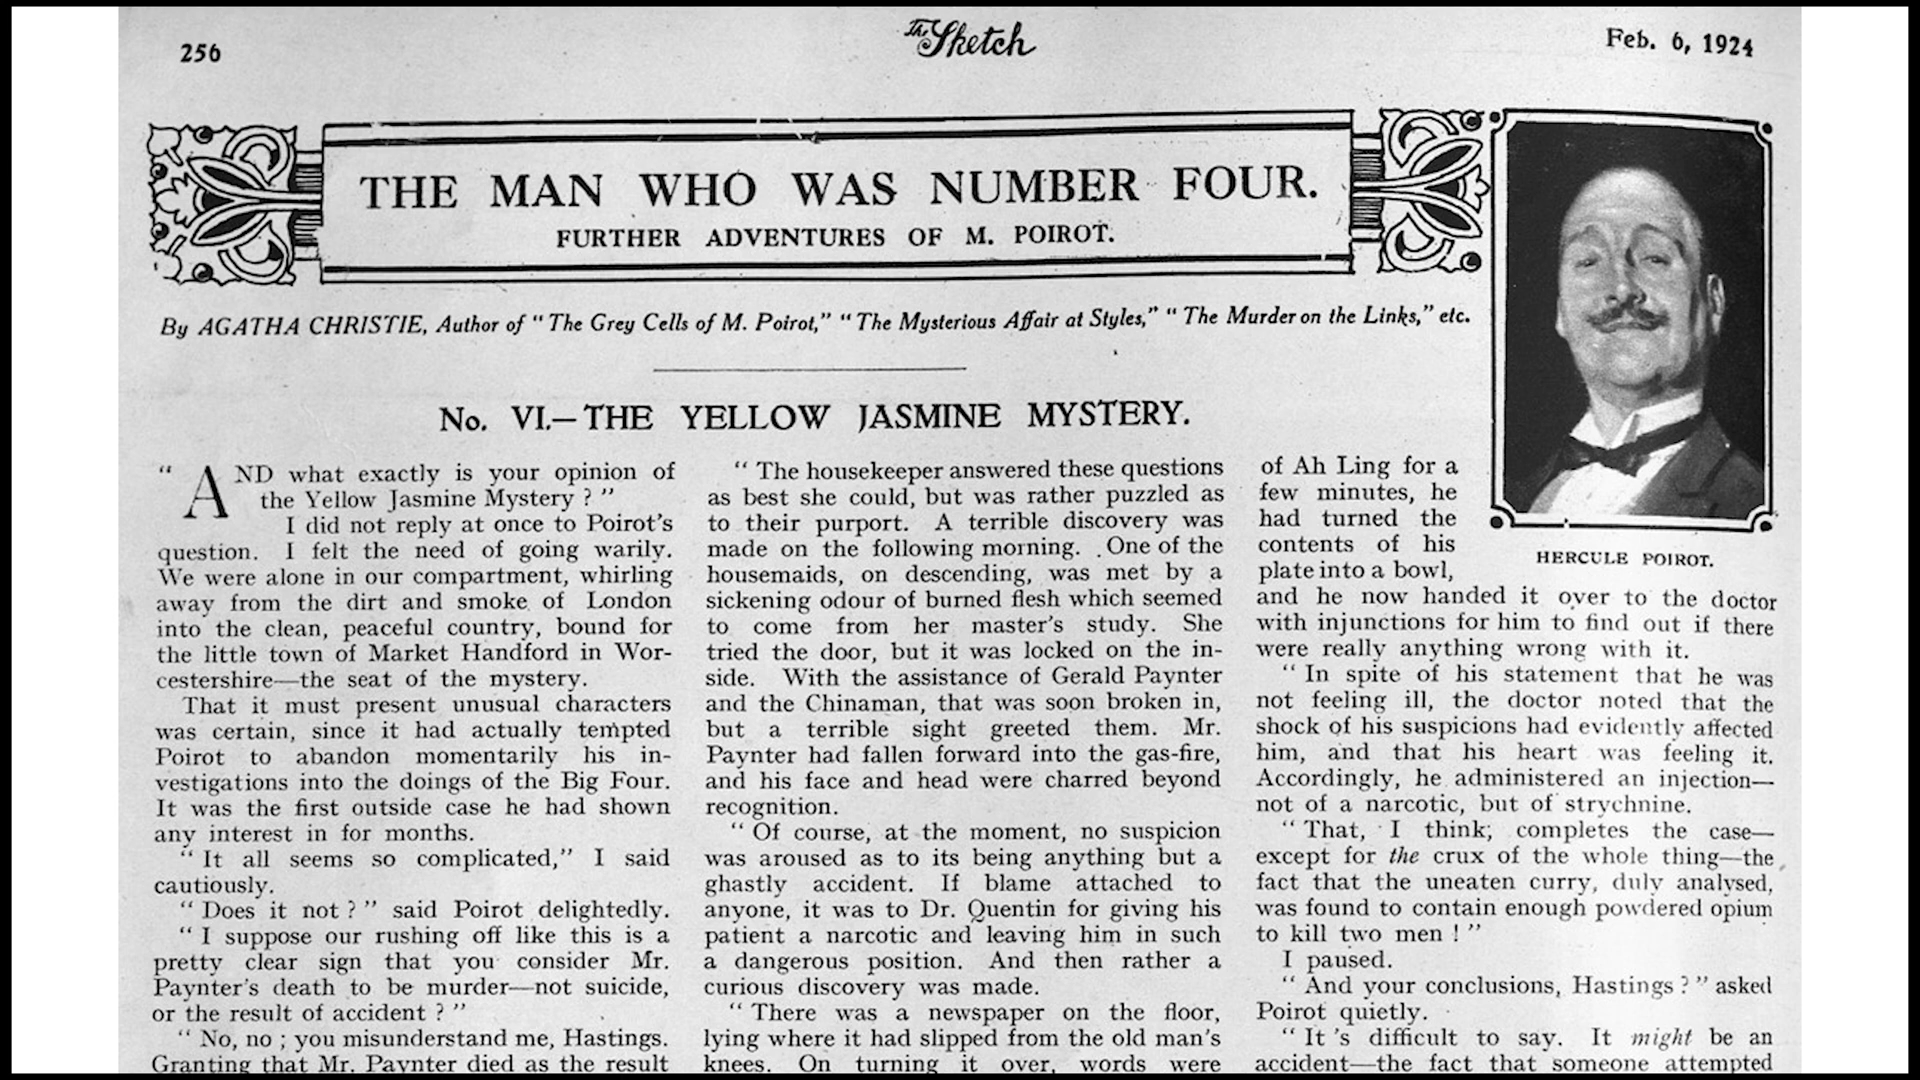 256
The Sketch
Feb. 6, 1924
THE MAN WHO WAS NUMBER FOUR.
FURTHER ADVENTURES OF M. POIROT.
By AGATHA CHRISTIE, Author of “The Grey Cells of M. Poirot,” “The Mysterious Affair at Styles,” “The Murder on the Links,” etc.
No. VI.—THE YELLOW JASMINE MYSTERY.
“AND what exactly is your opinion of
the Yellow Jasmine Mystery?”
I did not reply at once to Poirot's
question. I felt the need of going warily.
We were alone in our compartment, whirling
away from the dirt and smoke of London
into the clean, peaceful country, bound for
the little town of Market Handford in Wor-
cestershire—the seat of the mystery.
That it must present unusual characters
was certain, since it had actually tempted
Poirot to abandon momentarily his in-
vestigations into the doings of the Big Four.
It was the first outside case he had shown
any interest in for months.
“It all seems so complicated,” I said
cautiously.
“Does it not?” said Poirot delightedly.
“I suppose our rushing off like this is a
pretty clear sign that you consider Mr.
Paynter's death to be murder—not suicide,
or the result of accident?”
“No, no; you misunderstand me, Hastings.
Granting that Mr. Paynter died as the result
“The housekeeper answered these questions
as best she could, but was rather puzzled as
to their purport. A terrible discovery was
made on the following morning. One of the
housemaids, on descending, was met by a
sickening odour of burned flesh which seemed
to come from her master's study. She
tried the door, but it was locked on the in-
side. With the assistance of Gerald Paynter
and the Chinaman, that was soon broken in,
but a terrible sight greeted them. Mr.
Paynter had fallen forward into the gas-fire,
and his face and head were charred beyond
recognition.
“Of course, at the moment, no suspicion
was aroused as to its being anything but a
ghastly accident. If blame attached to
anyone, it was to Dr. Quentin for giving his
patient a narcotic and leaving him in such
a dangerous position. And then rather a
curious discovery was made.
“There was a newspaper on the floor,
lying where it had slipped from the old man's
knees. On turning it over, words were
of Ah Ling for a
few minutes, he
had turned the
contents of his
plate into a bowl,
and he now handed it over to the doctor
with injunctions for him to find out if there
were really anything wrong with it.
“In spite of his statement that he was
not feeling ill, the doctor noted that the
shock of his suspicions had evidently affected
him, and that his heart was feeling it.
Accordingly, he administered an injection—
not of a narcotic, but of strychnine.
“That, I think, completes the case—
except for the crux of the whole thing—the
fact that the uneaten curry, duly analysed,
was found to contain enough powdered opium
to kill two men!”
I paused.
“And your conclusions, Hastings?” asked
Poirot quietly.
“It's difficult to say. It might be an
accident—the fact that someone attempted
HERCULE POIROT.